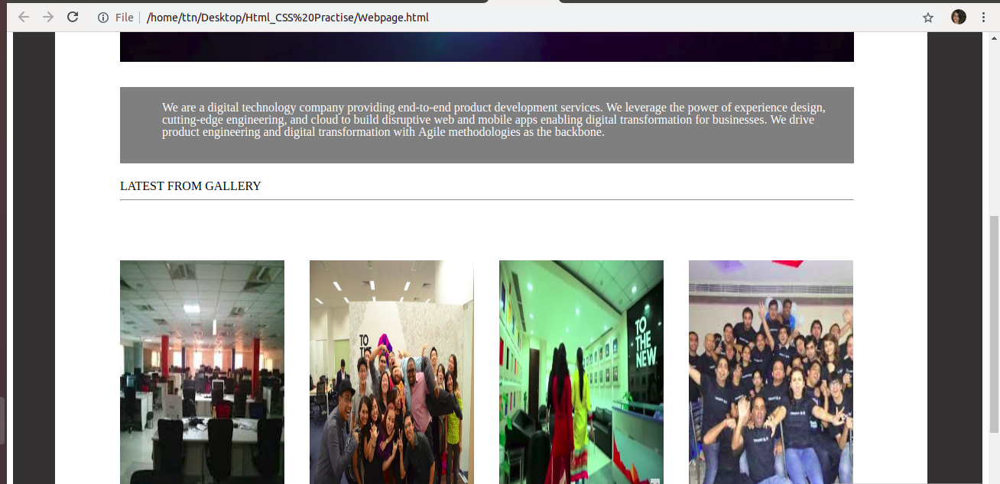 File
/home/ttn/Desktop/Html_CSS%20Practise/Webpage.html
We are a digital technology company providing end-to-end product development services. We leverage the power of experience design,
cutting-edge engineering, and cloud to build disruptive web and mobile apps enabling digital transformation for businesses. We drive
product engineering and digital transformation with Agile methodologies as the backbone.
LATEST FROM GALLERY
TO
TO
THE
NEW